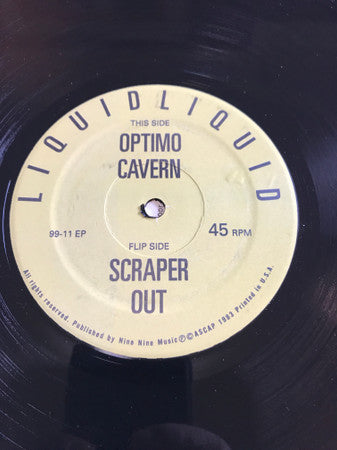 LIQUIDLIQUID
THIS SIDE
OPTIMO
CAVERN
99-11 EP
45 RPM
FLIP SIDE
SCRAPER
OUT
All rights reserved. Published by Nine Nine Music ℗©ASCAP 1983 Printed in U.S.A.